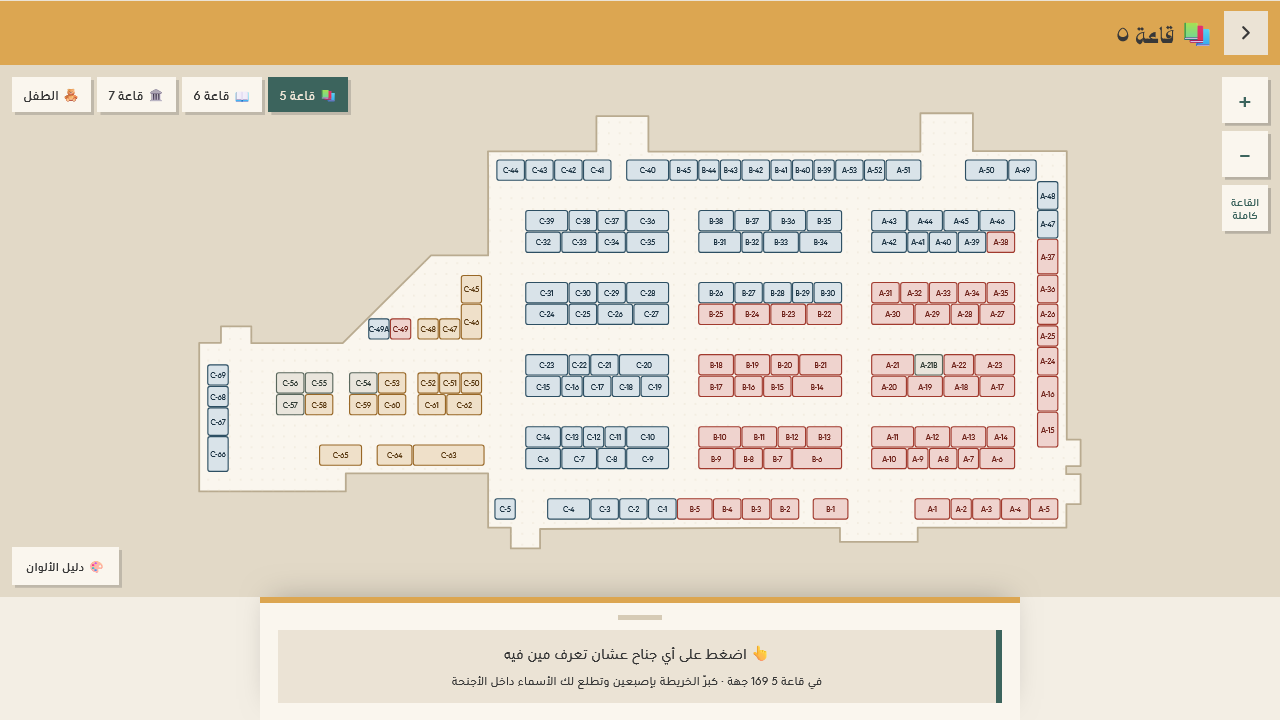 قاعة ٥
قاعة 5
قاعة 6
قاعة 7
الطفل
+
−
القاعة
كاملة
C-44 C-43 C-42 C-41 C-40 B-45 B-44 B-43 B-42 B-41 B-40 B-39 A-53 A-52 A-51 A-50 A-49
A-48
C-39 C-38 C-37 C-36 B-38 B-37 B-36 B-35 A-43 A-44 A-45 A-46
A-47
C-32 C-33 C-34 C-35 B-31 B-32 B-33 B-34 A-42 A-41 A-40 A-39 A-38
A-37
C-45 C-31 C-30 C-29 C-28 B-26 B-27 B-28 B-29 B-30 A-31 A-32 A-33 A-34 A-35 A-36
C-24 C-25 C-26 C-27 B-25 B-24 B-23 B-22 A-30 A-29 A-28 A-27 A-26
C-49A C-49 C-48 C-47 C-46
A-25
C-23 C-22 C-21 C-20 B-18 B-19 B-20 B-21 A-21 A-21B A-22 A-23 A-24
C-69 C-56 C-55 C-54 C-53 C-52 C-51 C-50 C-15 C-16 C-17 C-18 C-19 B-17 B-16 B-15 B-14 A-20 A-19 A-18 A-17
C-68 A-16
C-57 C-58 C-59 C-60 C-61 C-62
C-67
A-15
C-14 C-13 C-12 C-11 C-10 B-10 B-11 B-12 B-13 A-11 A-12 A-13 A-14
C-66 C-65 C-64 C-63 C-6 C-7 C-8 C-9 B-9 B-8 B-7 B-6 A-10 A-9 A-8 A-7 A-6
C-5 C-4 C-3 C-2 C-1 B-5 B-4 B-3 B-2 B-1 A-1 A-2 A-3 A-4 A-5
دليل الألوان
اضغط على أي جناح عشان تعرف مين فيه
في قاعة 5 169 جهة · كبّر الخريطة بإصبعين وتطلع لك الأسماء داخل الأجنحة